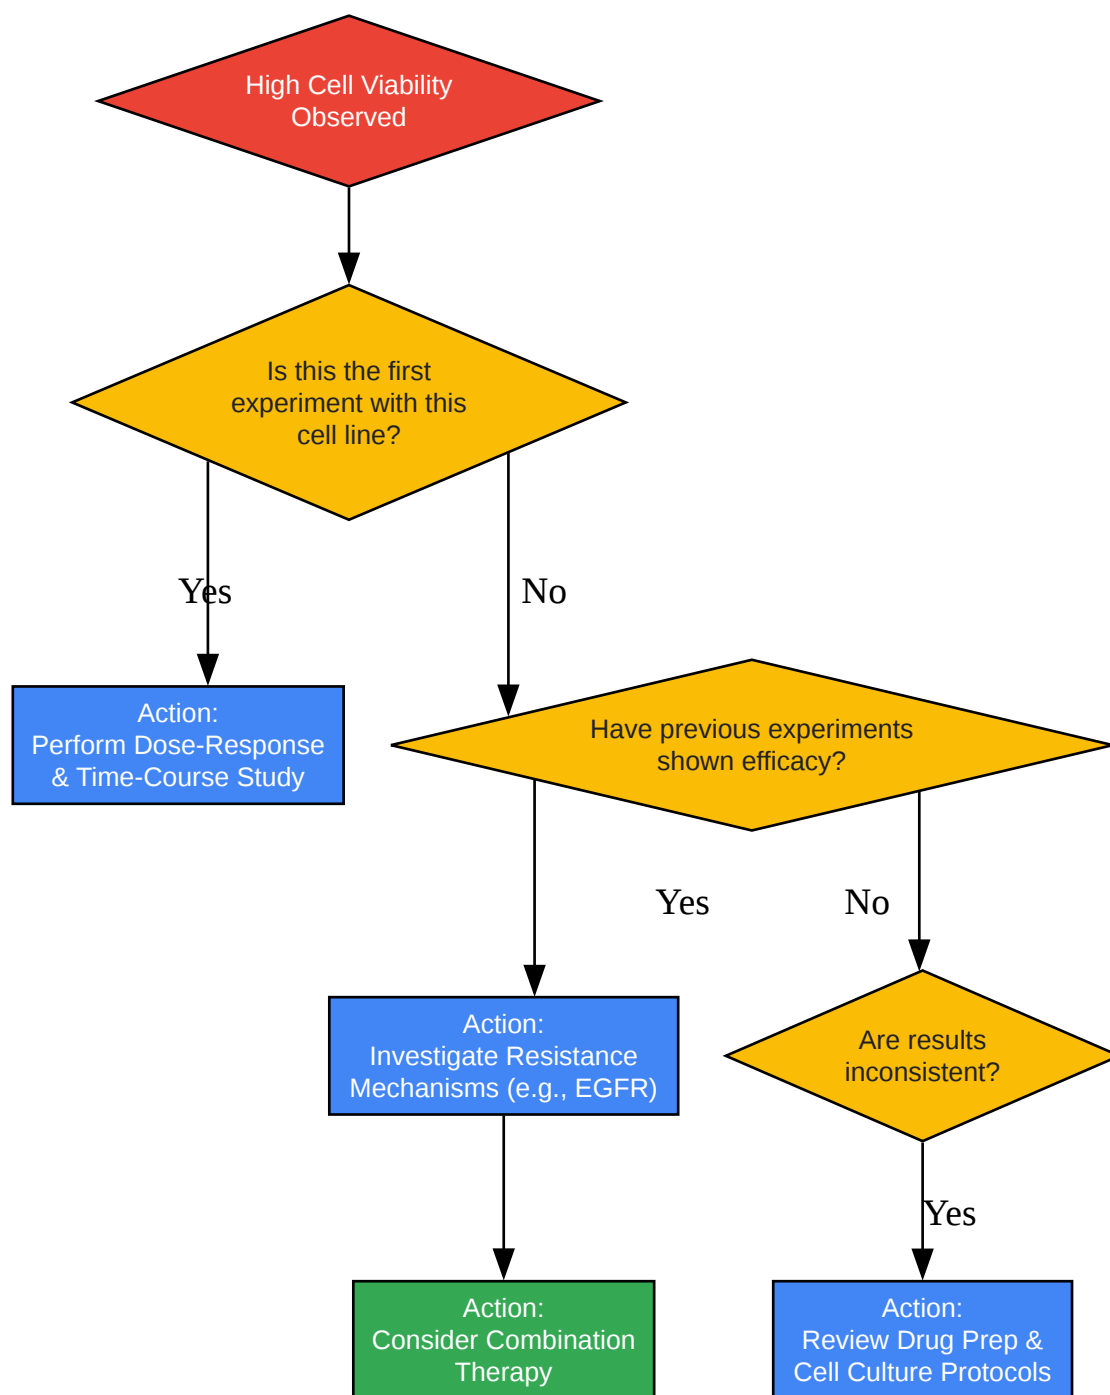 High Cell Viability
Observed
Is this the first
experiment with this
cell line?
Yes
No
Action:
Perform Dose-Response
& Time-Course Study
Have previous experiments
shown efficacy?
Yes
No
Action:
Investigate Resistance
Mechanisms (e.g., EGFR)
Are results
inconsistent?
Yes
Action:
Consider Combination
Therapy
Action:
Review Drug Prep &
Cell Culture Protocols